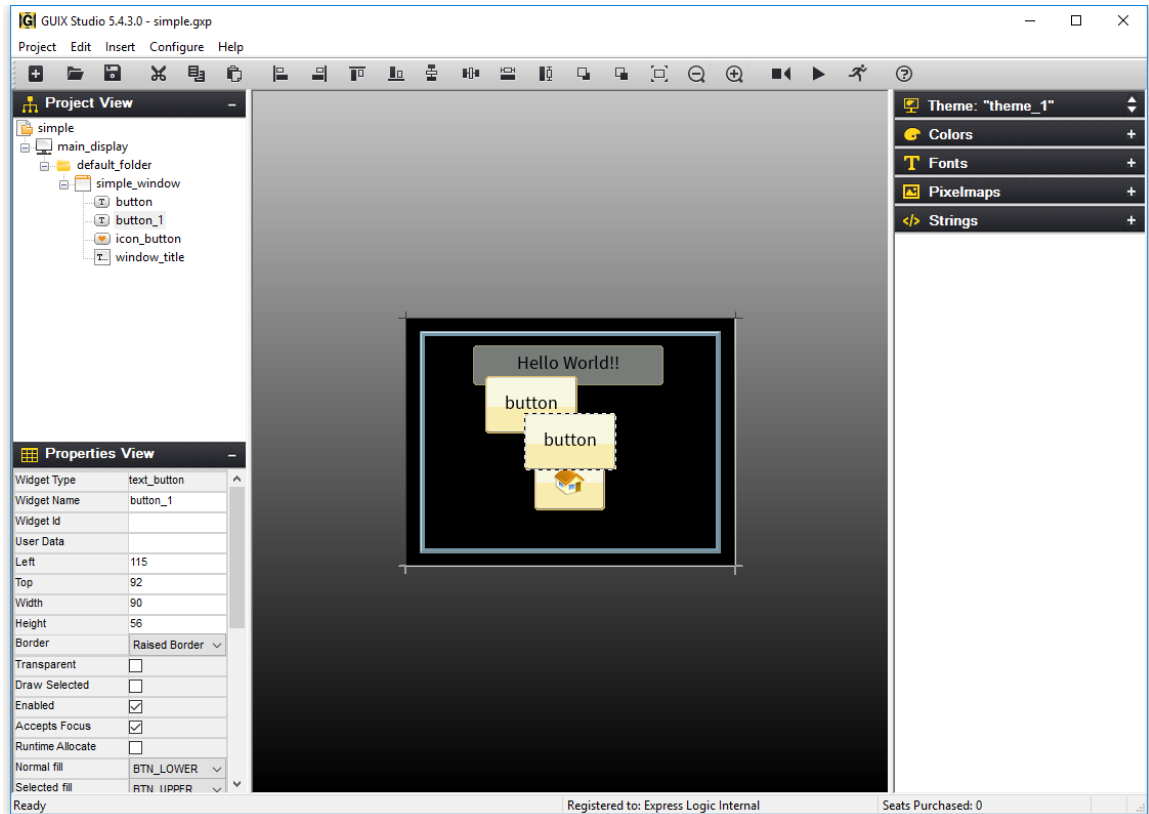 GUIX Studio 5.4.3.0 - simple.gxp
Project Edit Insert Configure Help
Project View
simple
main_display
default_folder
simple_window
button
button_1
icon_button
window_title
Properties View
Widget Type text_button
Widget Name button_1
Widget Id
User Data
Left 115
Top 92
Width 90
Height 56
Border Raised Border
Transparent
Draw Selected
Enabled
Accepts Focus
Runtime Allocate
Normal fill BTN_LOWER
Selected fill BTN_UPPER
Hello World!!
button
button
Theme: "theme_1"
Colors
Fonts
Pixelmaps
Strings
Ready Registered to: Express Logic Internal Seats Purchased: 0